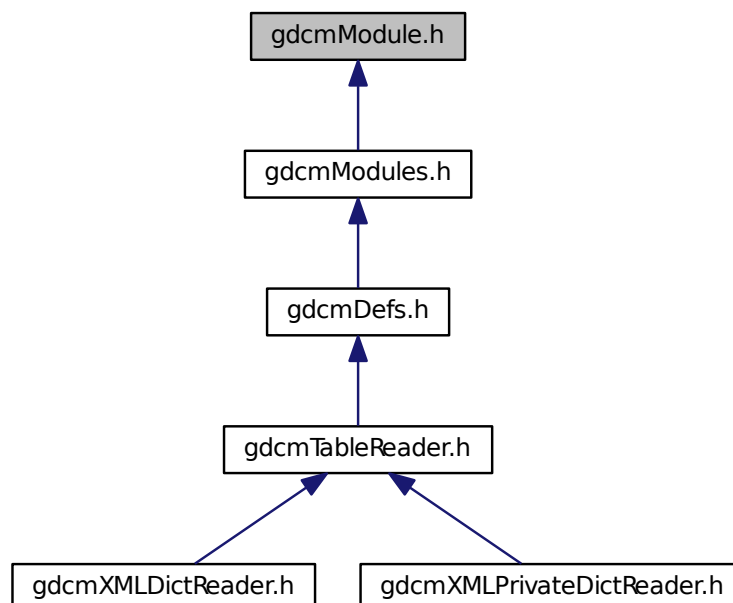 gdcmModule.h
gdcmModules.h
gdcmDefs.h
gdcmTableReader.h
gdcmXMLDictReader.h
gdcmXMLPrivateDictReader.h